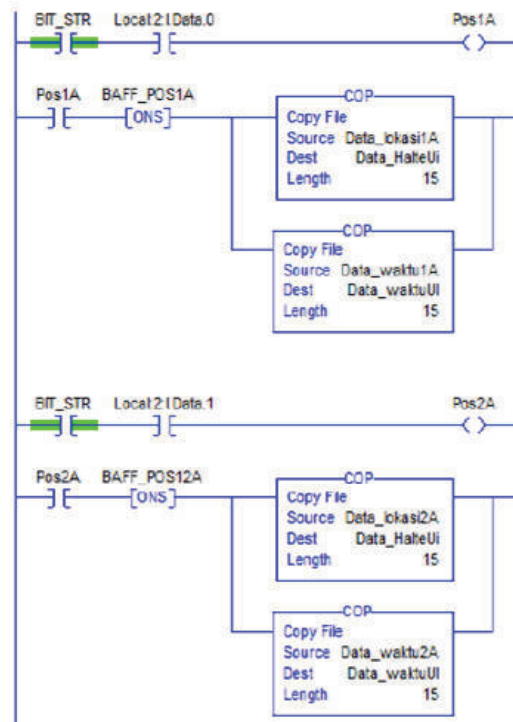 BIT_STR Local:2:I.Data.0 Pos1A
Pos1A BAFF_POS1A
[ONS]
COP
Copy File
Source Data_lokasi1A
Dest Data_HalteUi
Length 15
COP
Copy File
Source Data_waktu1A
Dest Data_waktuUI
Length 15
BIT_STR Local:2:I.Data.1 Pos2A
Pos2A BAFF_POS12A
[ONS]
COP
Copy File
Source Data_lokasi2A
Dest Data_HalteUi
Length 15
COP
Copy File
Source Data_waktu2A
Dest Data_waktuUI
Length 15